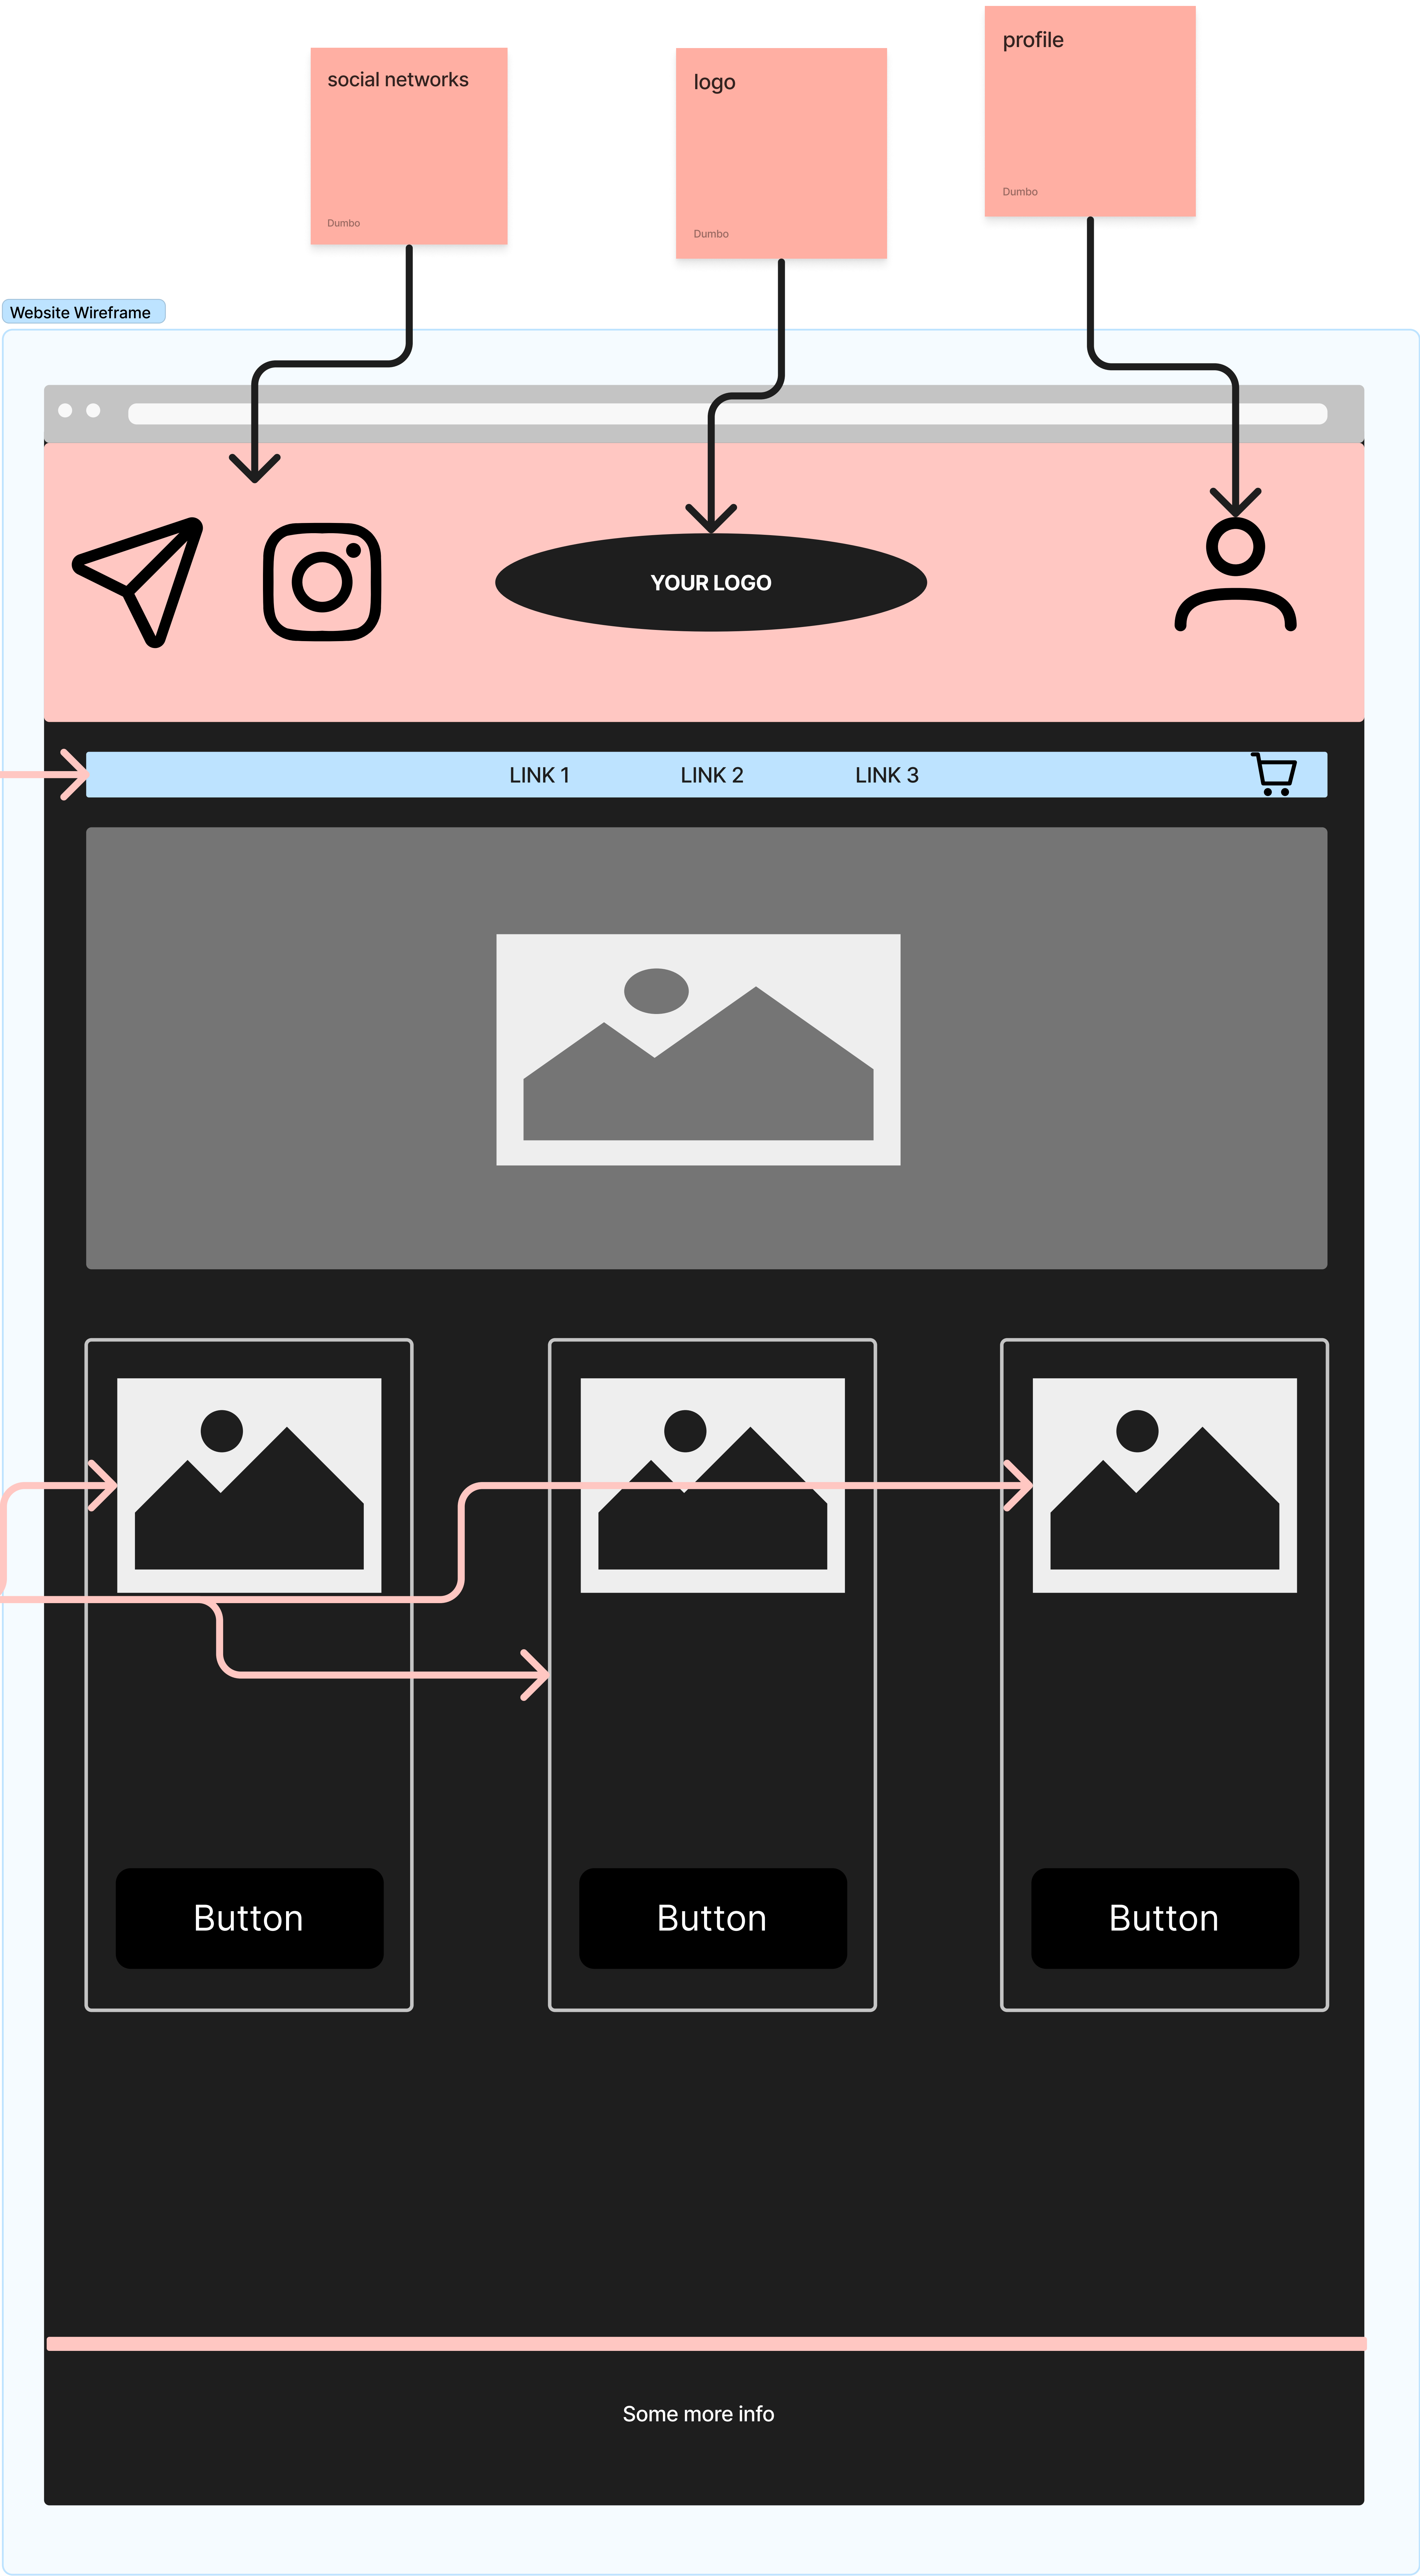 profile
social networks
logo
Dumbo
Dumbo
Dumbo
Website Wireframe
YOUR LOGO
LINK 1
LINK 2
LINK 3
Button
Button
Button
Some more info